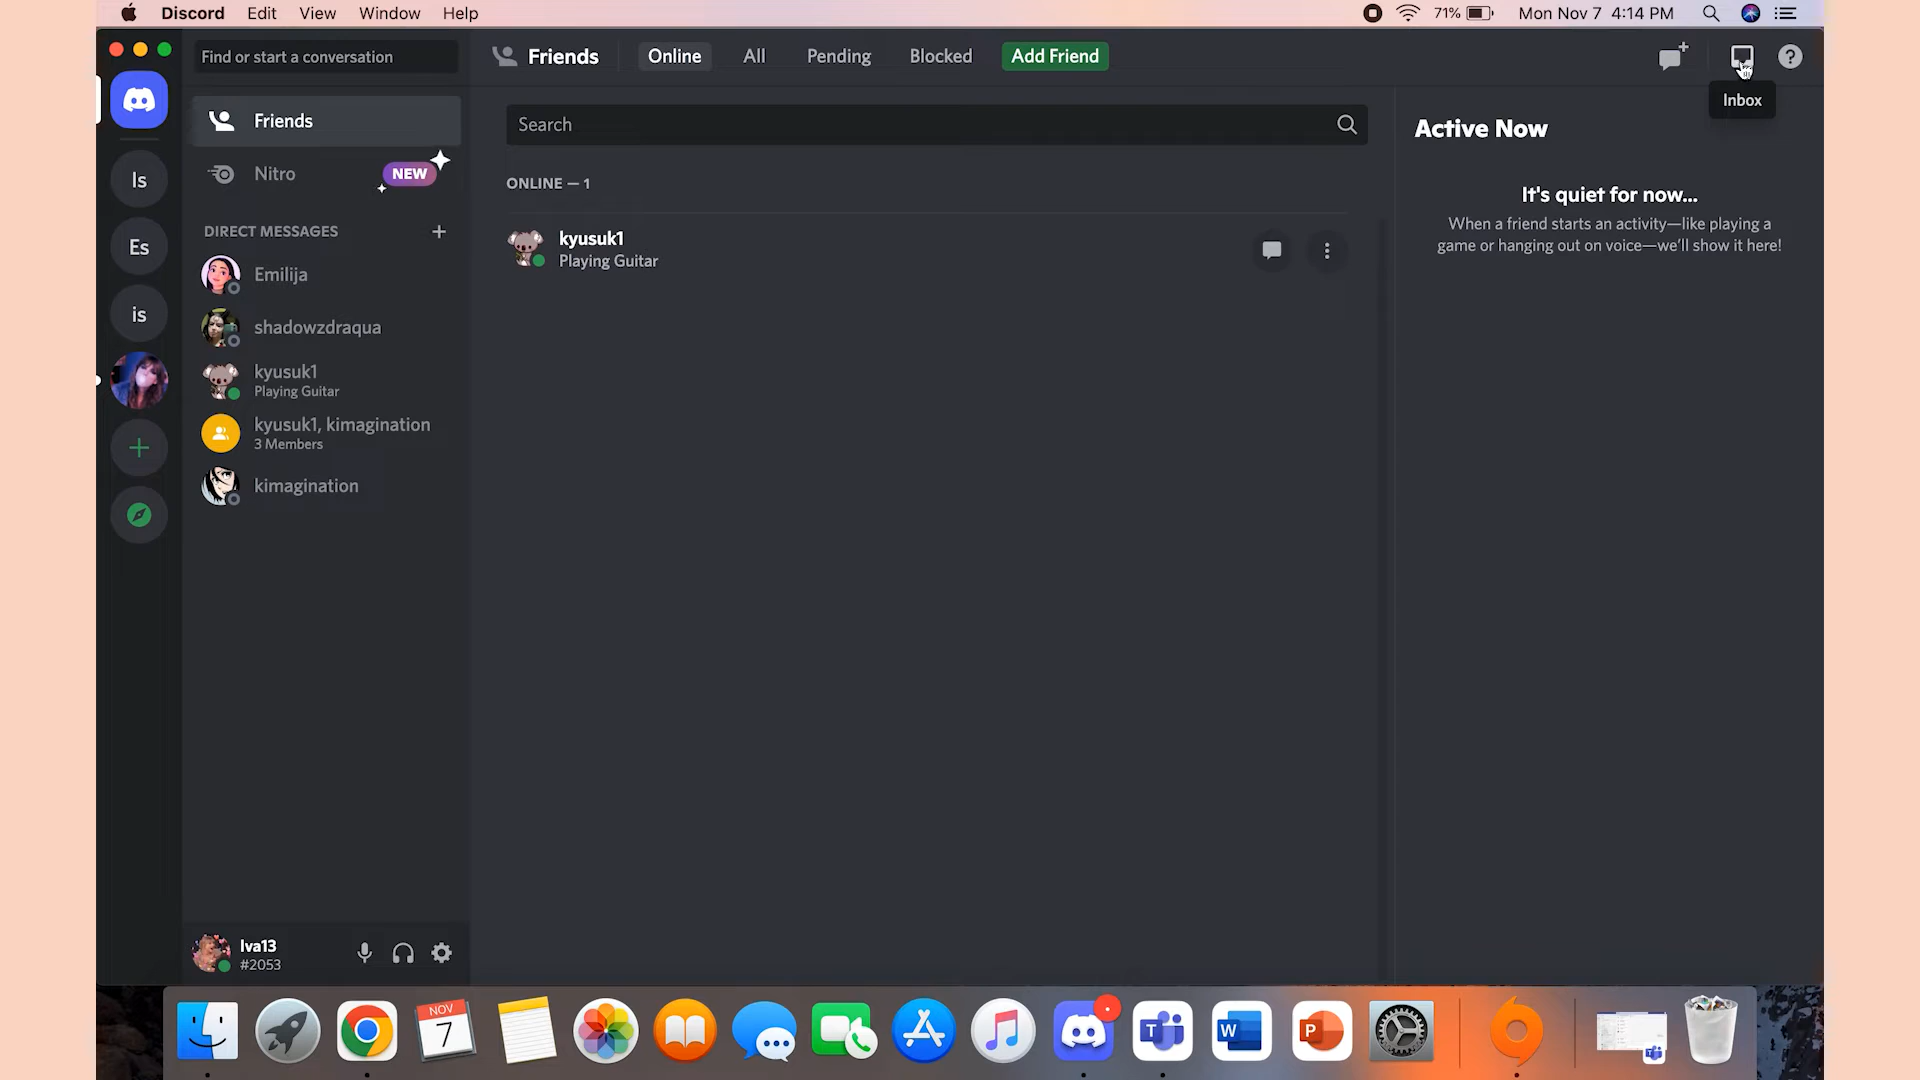 Discord Edit View Window Help
71% Mon Nov 7 4:14 PM
Find or start a conversation
Friends
Online
All
Pending
Blocked
Add Friend
Inbox
Is
Es
is
Friends
Nitro
NEW
DIRECT MESSAGES
Emilija
shadowzdraqua
kyusuk1
Playing Guitar
kyusuk1, kimagination
3 Members
kimagination
Iva13
#2053
Search
ONLINE — 1
kyusuk1
Playing Guitar
Active Now
It's quiet for now...
When a friend starts an activity—like playing a
game or hanging out on voice—we'll show it here!
NOV
7
T
W
P